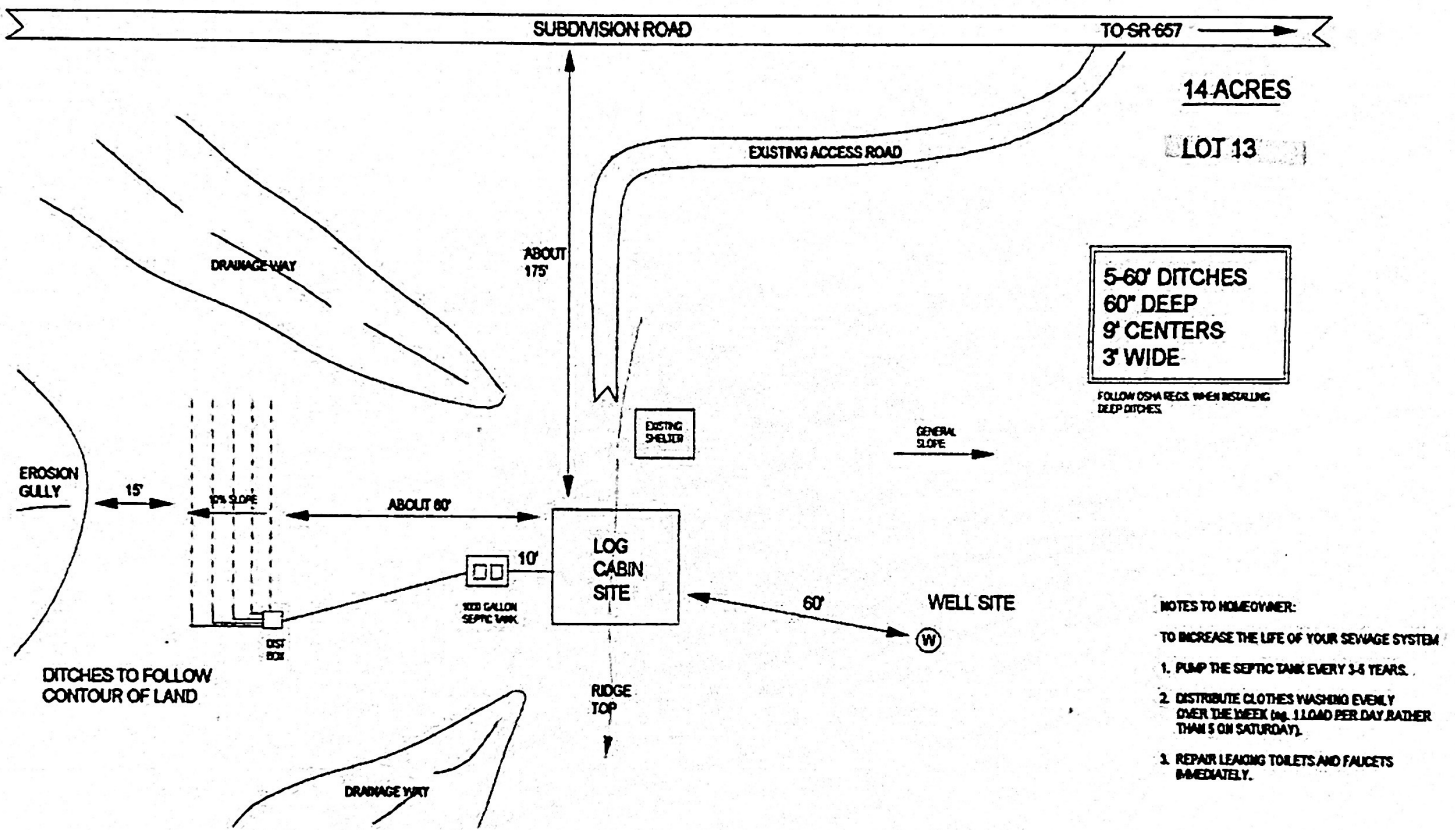 SUBDIVISION ROAD
TO SR 657
14 ACRES
LOT 13
EXISTING ACCESS ROAD
ABOUT
175'
DRAINAGE WAY
5-60' DITCHES
60" DEEP
9' CENTERS
3' WIDE
FOLLOW OSHA REGS. WHEN INSTALLING
DEEP DITCHES.
EXISTING
SHELTER
GENERAL
SLOPE
EROSION
GULLY
15'
10% SLOPE
ABOUT 60'
LOG
CABIN
SITE
10'
1000 GALLON
SEPTIC TANK
60'
WELL SITE
W
DIST
BOX
DITCHES TO FOLLOW
CONTOUR OF LAND
RIDGE
TOP
DRAINAGE WAY
NOTES TO HOMEOWNER:
TO INCREASE THE LIFE OF YOUR SEWAGE SYSTEM
1. PUMP THE SEPTIC TANK EVERY 3-5 YEARS.
2. DISTRIBUTE CLOTHES WASHING EVENLY
OVER THE WEEK (eg. 1 LOAD PER DAY RATHER
THAN 5 ON SATURDAY).
3. REPAIR LEAKING TOILETS AND FAUCETS
IMMEDIATELY.